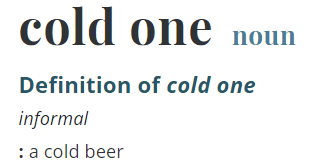 cold one noun
Definition of cold one
informal
: a cold beer